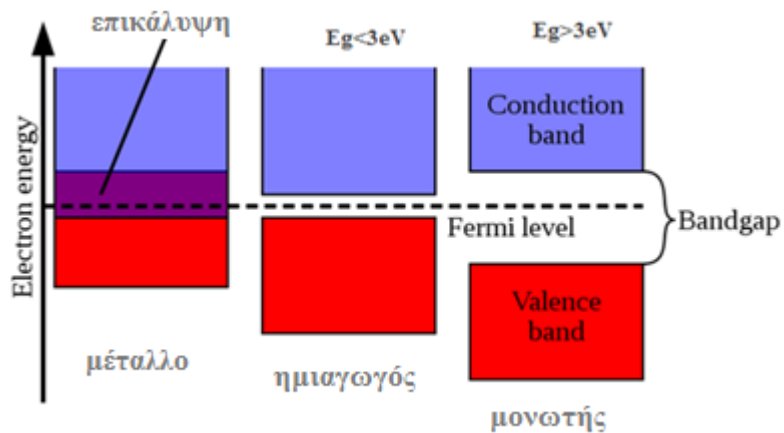 επικάλυψη
Eg<3eV
Eg>3eV
Electron energy
Conduction
band
Fermi level
Bandgap
Valence
band
μέταλλο
ημιαγωγός
μονωτής